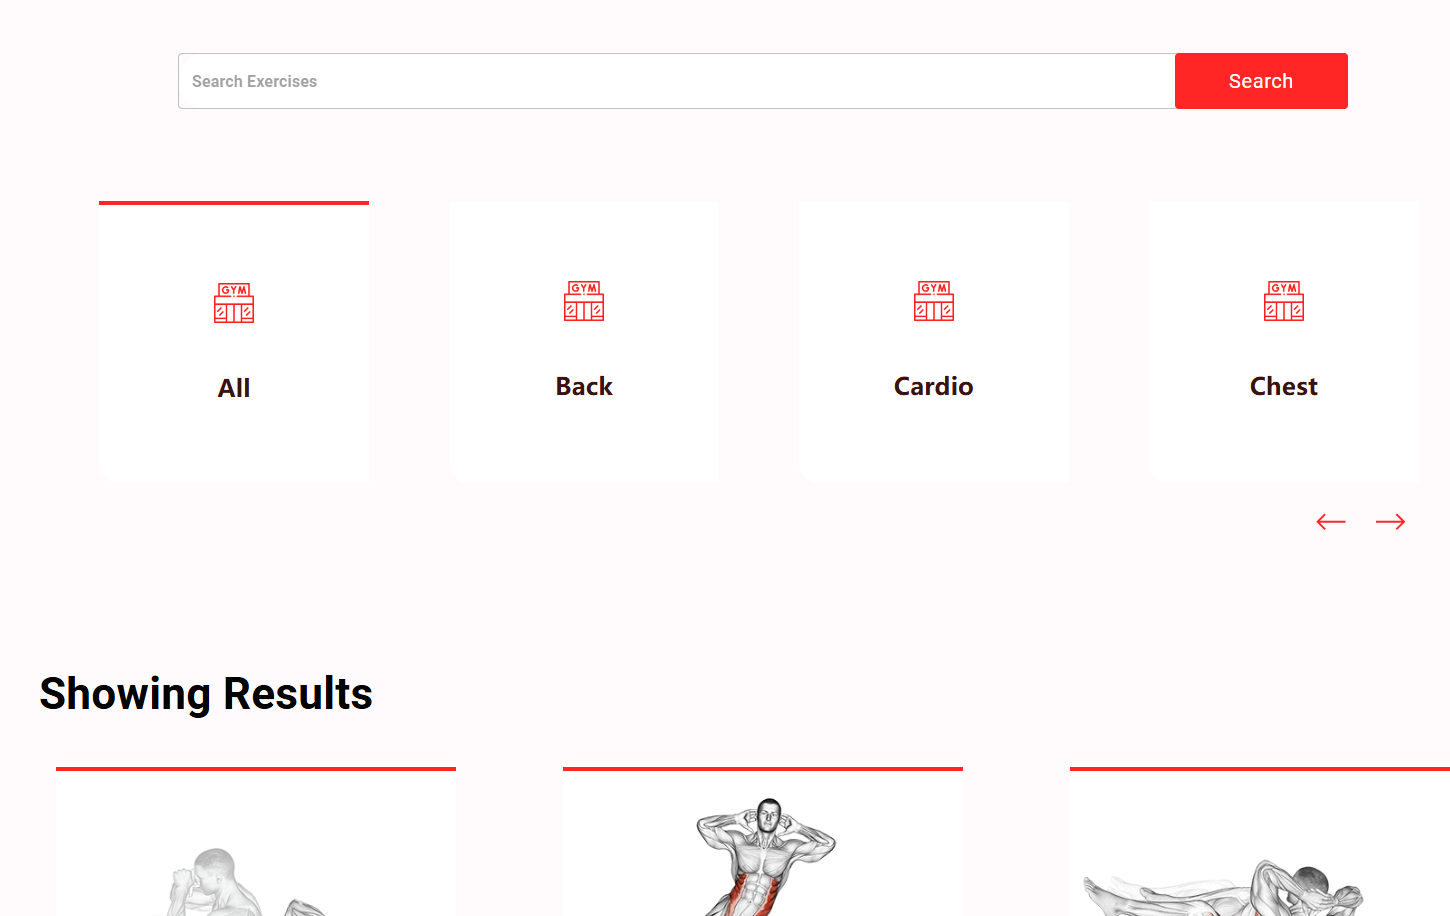 Search Exercises
Search
GYM
GYM
GYM
GYM
All
Back
Cardio
Chest
Showing Results